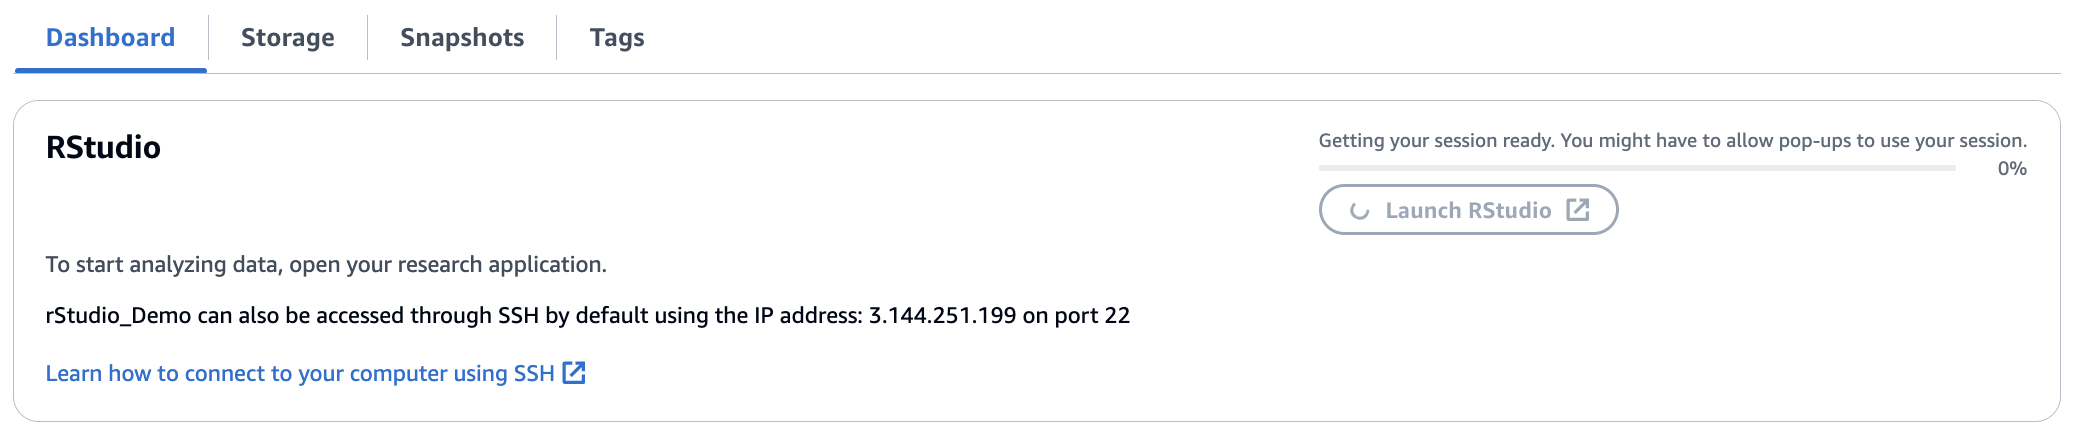 Dashboard
Storage
Snapshots
Tags
RStudio
Getting your session ready. You might have to allow pop-ups to use your session.
0%
Launch RStudio
To start analyzing data, open your research application.
rStudio_Demo can also be accessed through SSH by default using the IP address: 3.144.251.199 on port 22
Learn how to connect to your computer using SSH